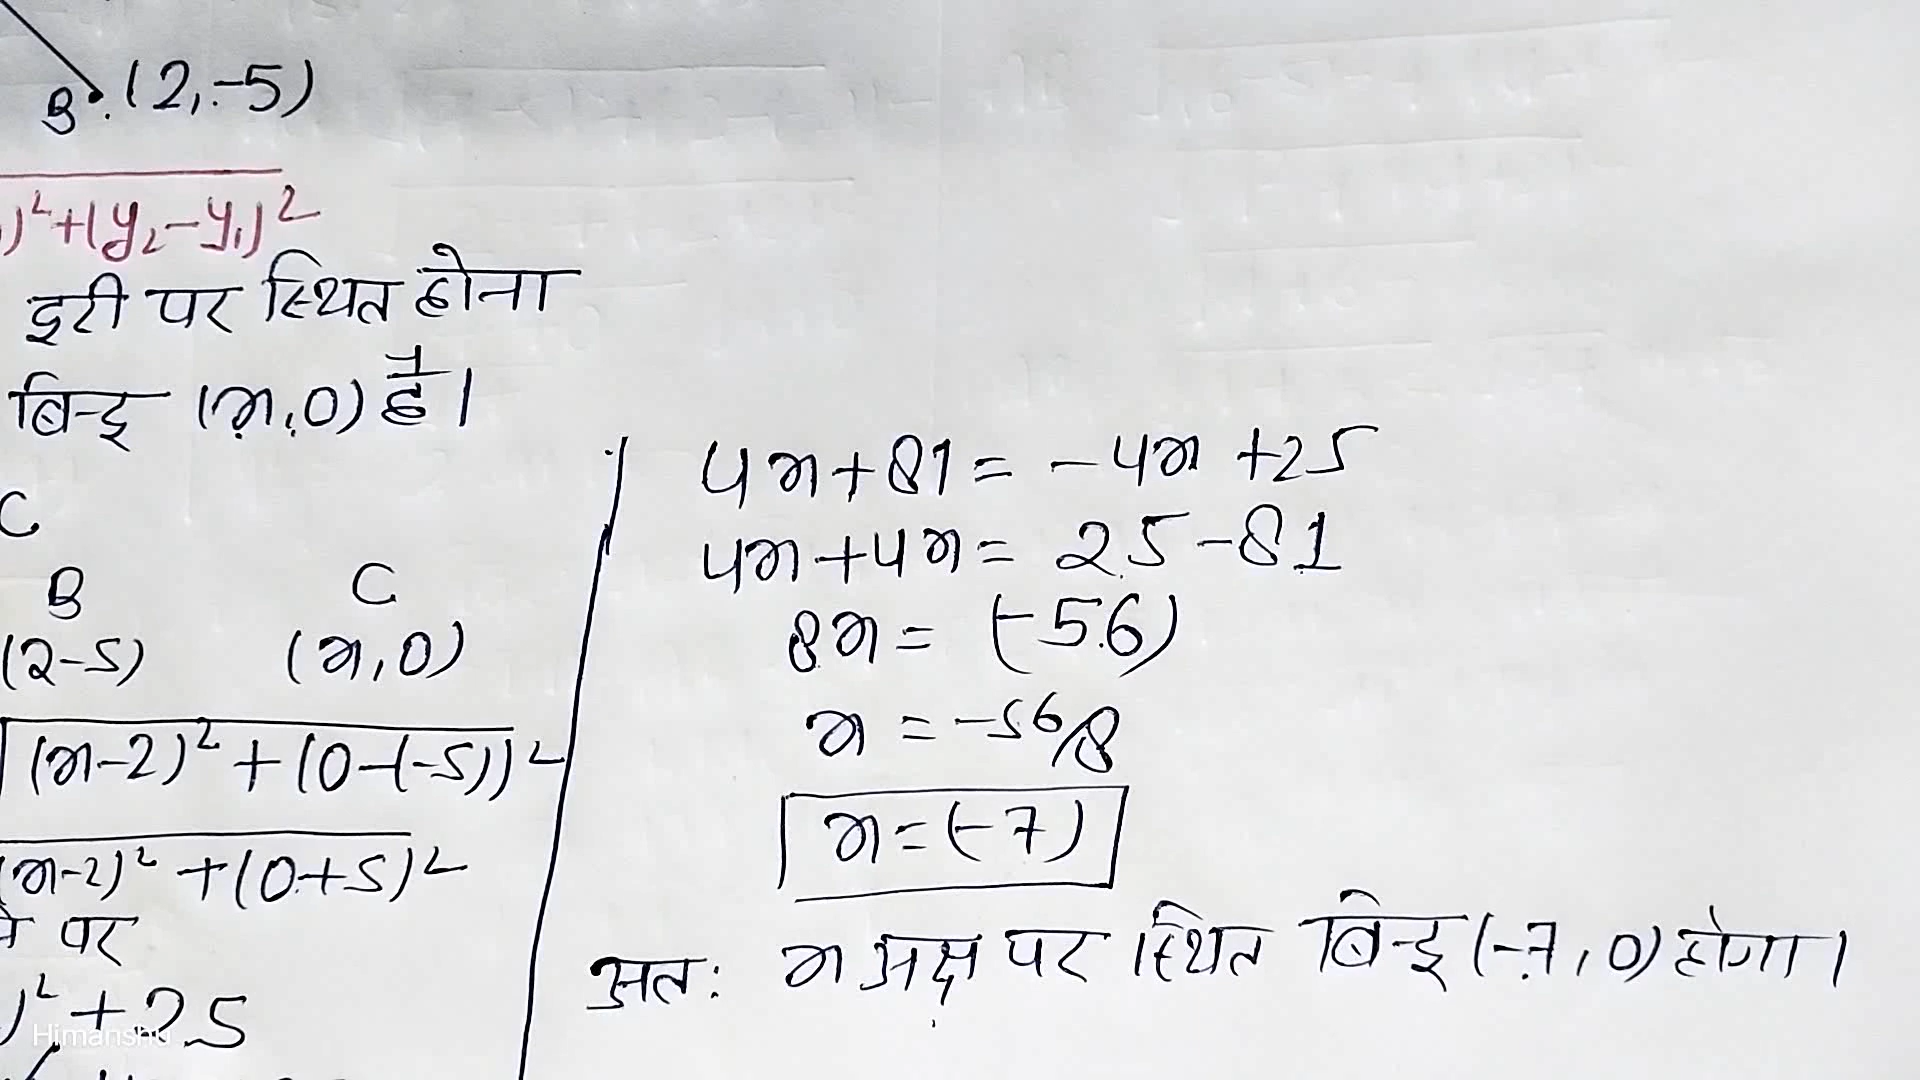 B. (2,-5)
)²+(y₂-y₁)²
दूरी पर स्थित होना
बिन्दु (x,0) है।
C
B C
(2-5) (x,0)
(x-2)²+(0-(-5))²
(x-2)²+(0+5)²
पर
)²+25
4x+81=-4x+25
4x+4x=25-81
8x=(-56)
x=-56/8
x=(-7)
अतः x अक्ष पर स्थित बिन्दु (-7,0) होगा।
Himanshu